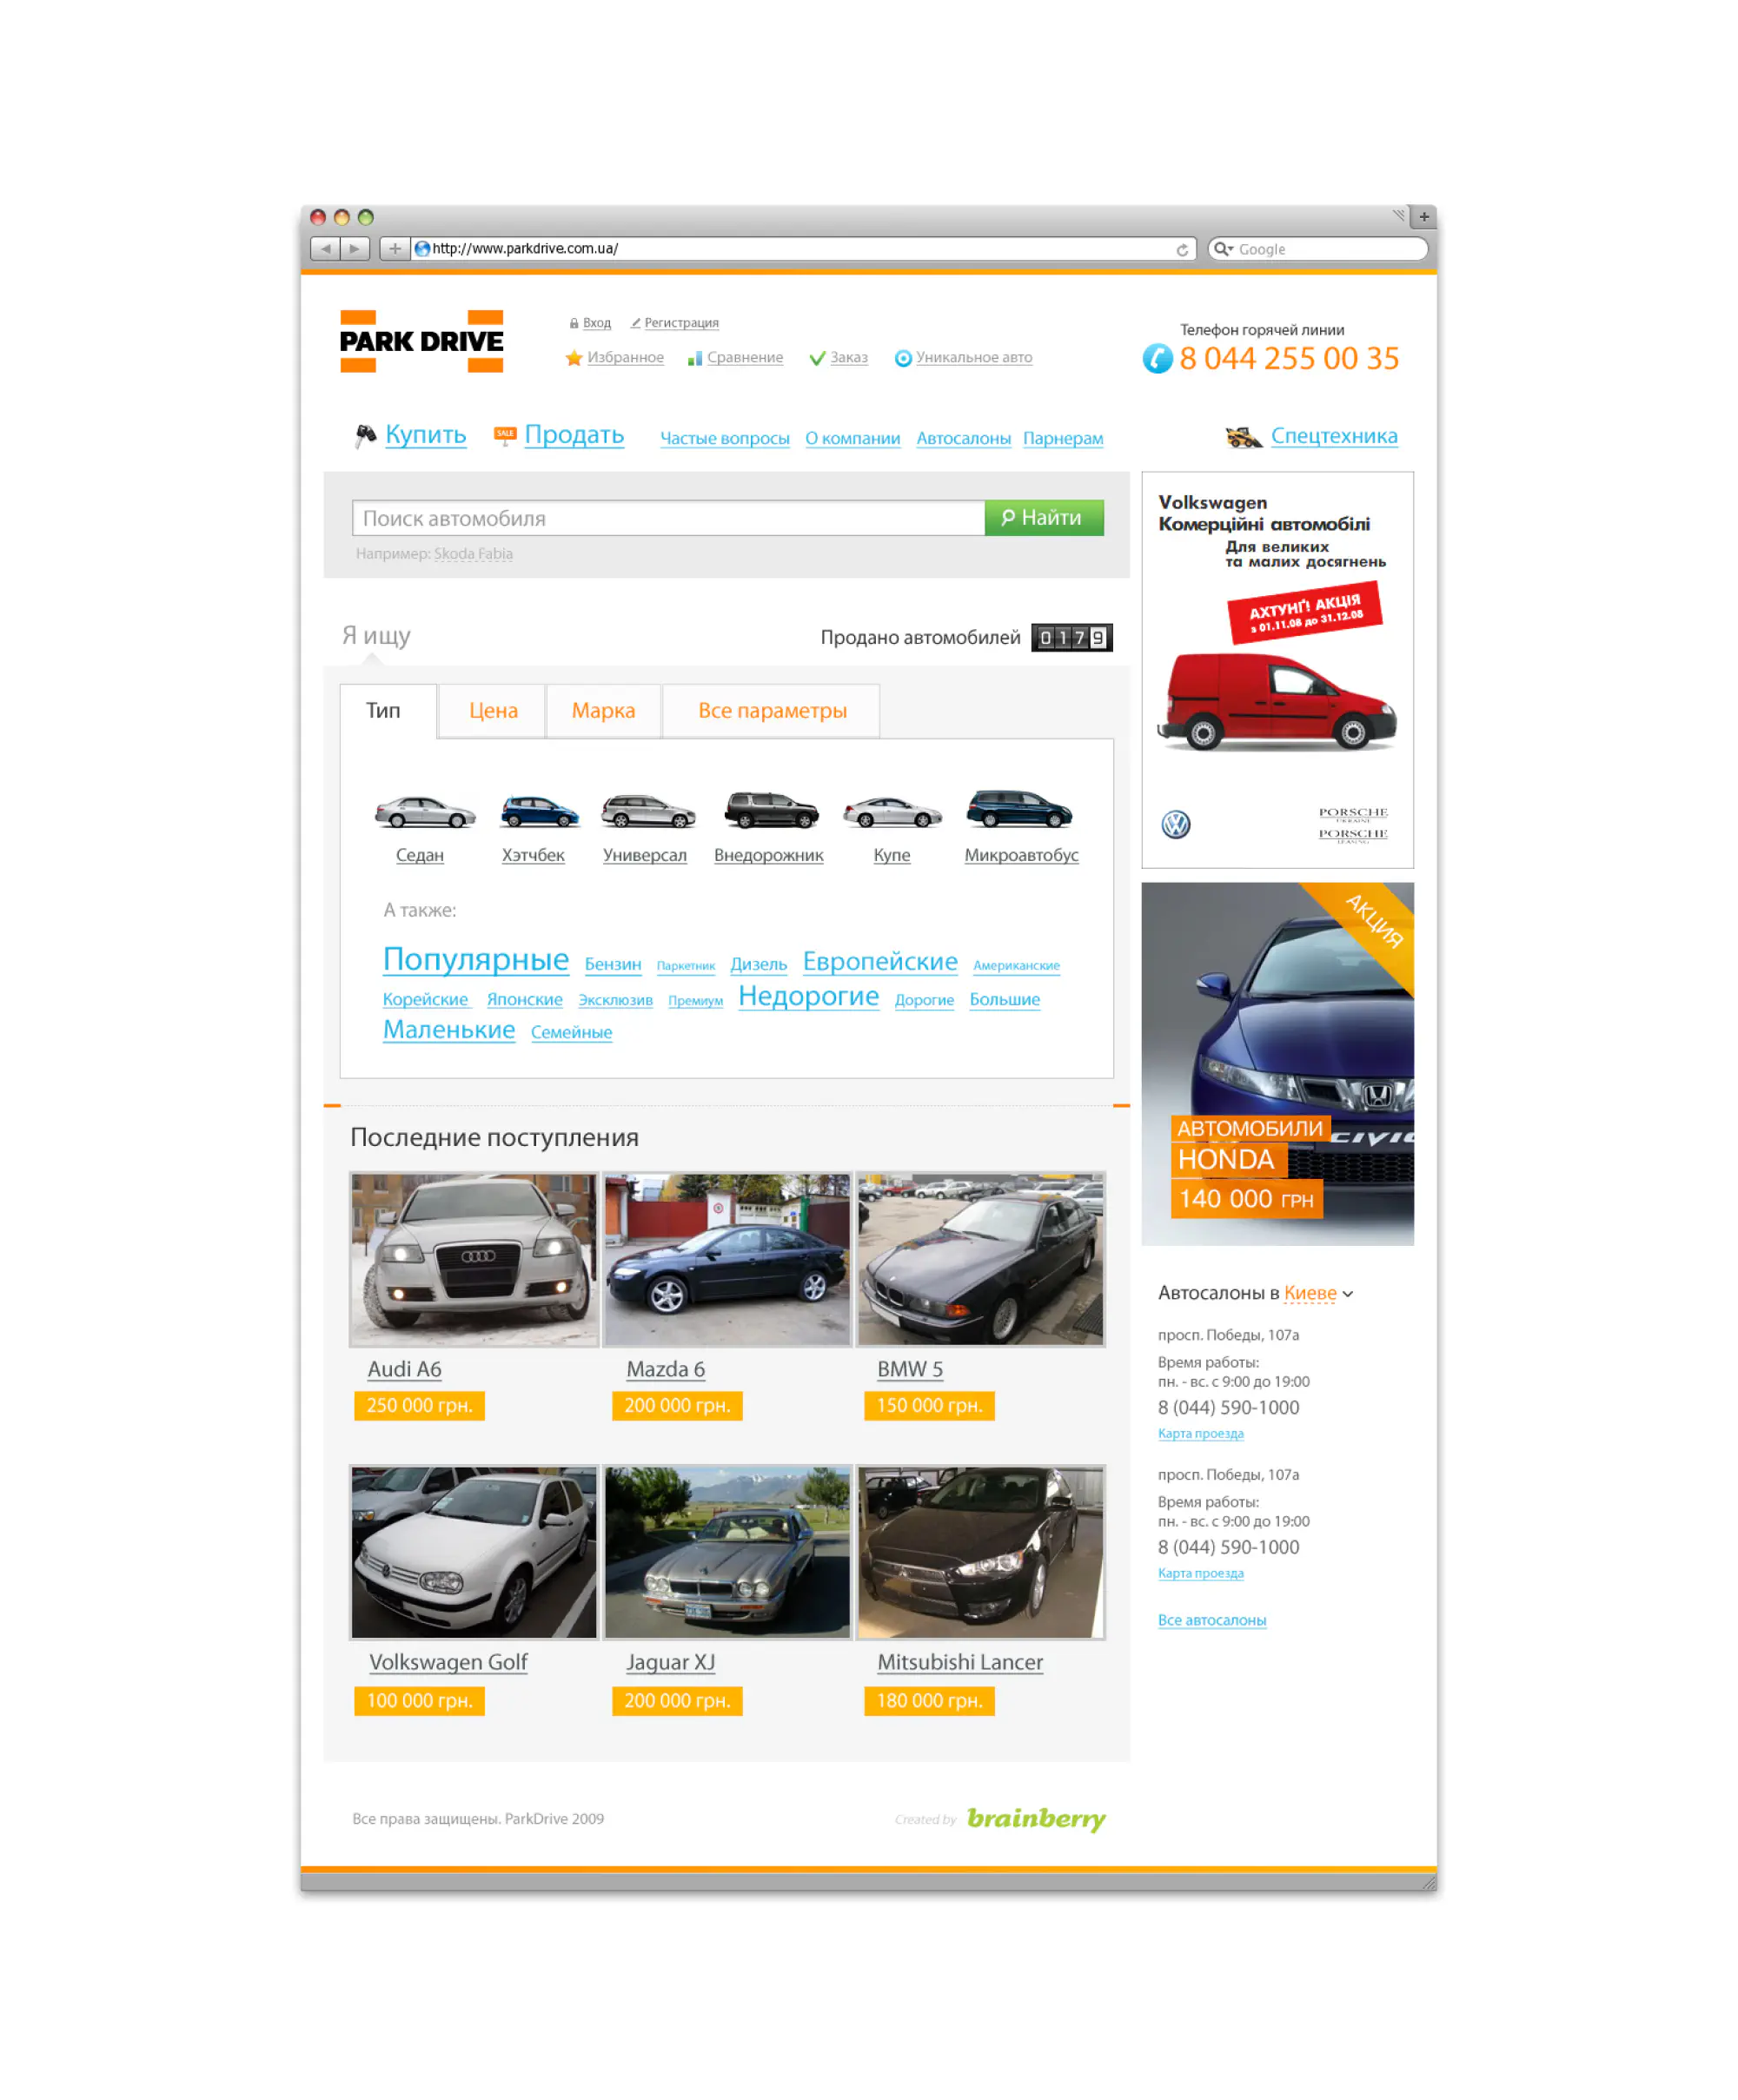 http://www.parkdrive.com.ua/
Google
PARK DRIVE
Вход Регистрация
Избранное Сравнение Заказ Уникальное авто
Телефон горячей линии
8 044 255 00 35
Купить SALE Продать Частые вопросы О компании Автосалоны Парнерам Спецтехника
Поиск автомобиля Найти
Например: Skoda Fabia
Volkswagen
Комерційні автомобілі
Для великих
та малих досягнень
АХТУНҐ! АКЦІЯ
з 01.11.08 до 31.12.08
PORSCHE
UKRAINE
PORSCHE
LEASING
Я ищу
Продано автомобилей 0179
Тип Цена Марка Все параметры
Седан Хэтчбек Универсал Внедорожник Купе Микроавтобус
А также:
Популярные Бензин Паркетник Дизель Европейские Американские
Корейские Японские Эксклюзив Премиум Недорогие Дорогие Большие
Маленькие Семейные
АКЦИЯ
CIVIC
АВТОМОБИЛИ
HONDA
140 000 ГРН
Последние поступления
Audi A6 Mazda 6 BMW 5
250 000 грн. 200 000 грн. 150 000 грн.
Volkswagen Golf Jaguar XJ Mitsubishi Lancer
100 000 грн. 200 000 грн. 180 000 грн.
Автосалоны в Киеве
просп. Победы, 107а
Время работы:
пн. - вс. с 9:00 до 19:00
8 (044) 590-1000
Карта проезда
просп. Победы, 107а
Время работы:
пн. - вс. с 9:00 до 19:00
8 (044) 590-1000
Карта проезда
Все автосалоны
Все права защищены. ParkDrive 2009
Created by brainberry